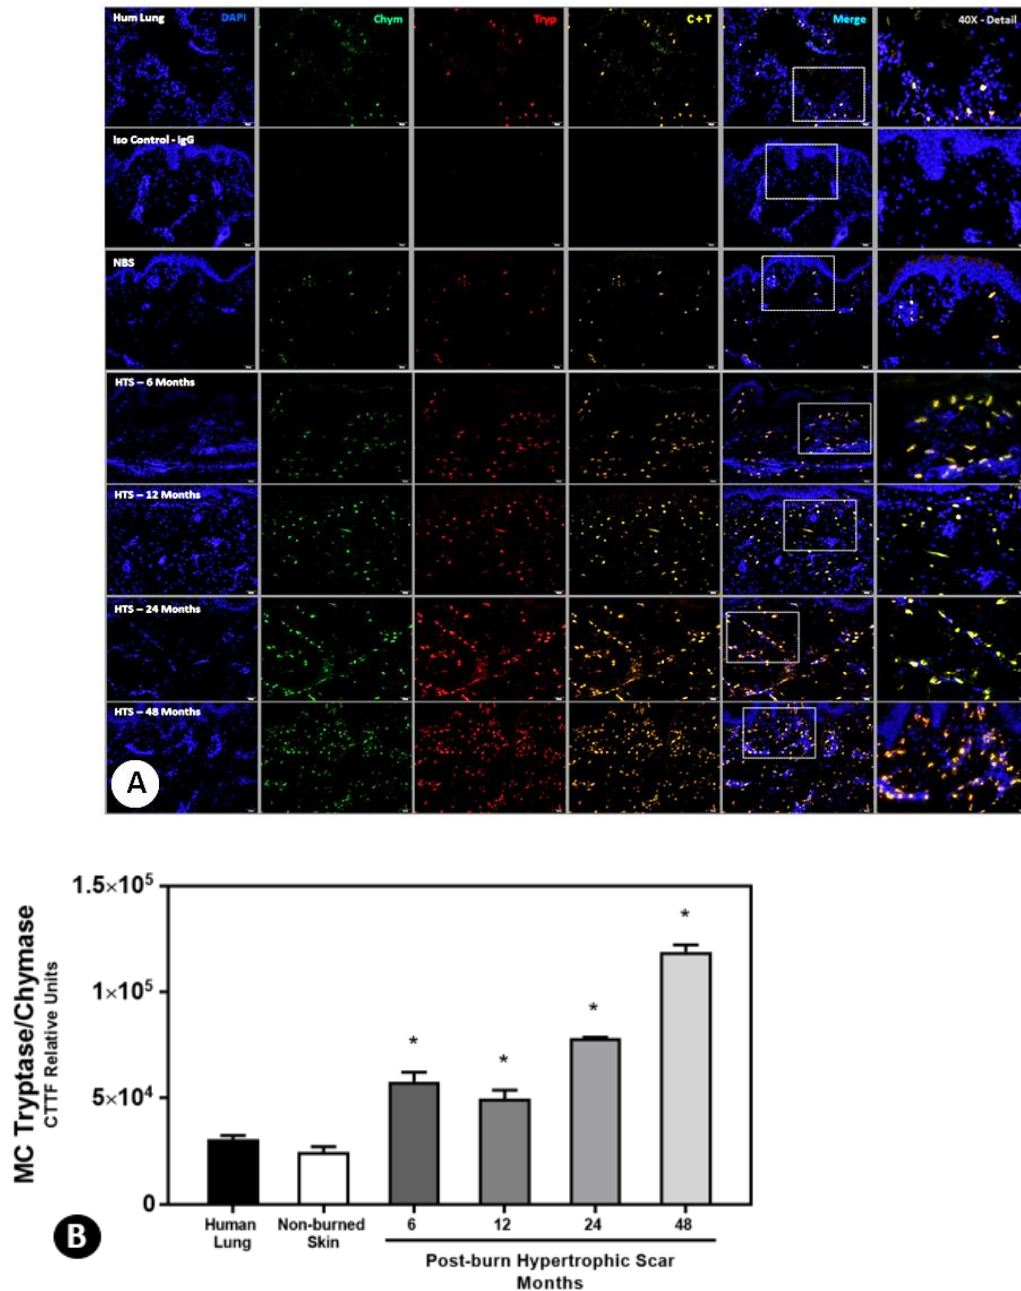 Hum Lung DAPI Chym Tryp C + T Merge 40X - Detail
Iso Control - IgG
NBS
HTS – 6 Months
HTS – 12 Months
HTS – 24 Months
HTS – 48 Months
A
MC Tryptase/Chymase
CTTF Relative Units
1.5×10⁵
1×10⁵
5×10⁴
0
* * * *
Human Lung
Non-burned Skin
6 12 24 48
Post-burn Hypertrophic Scar
Months
B